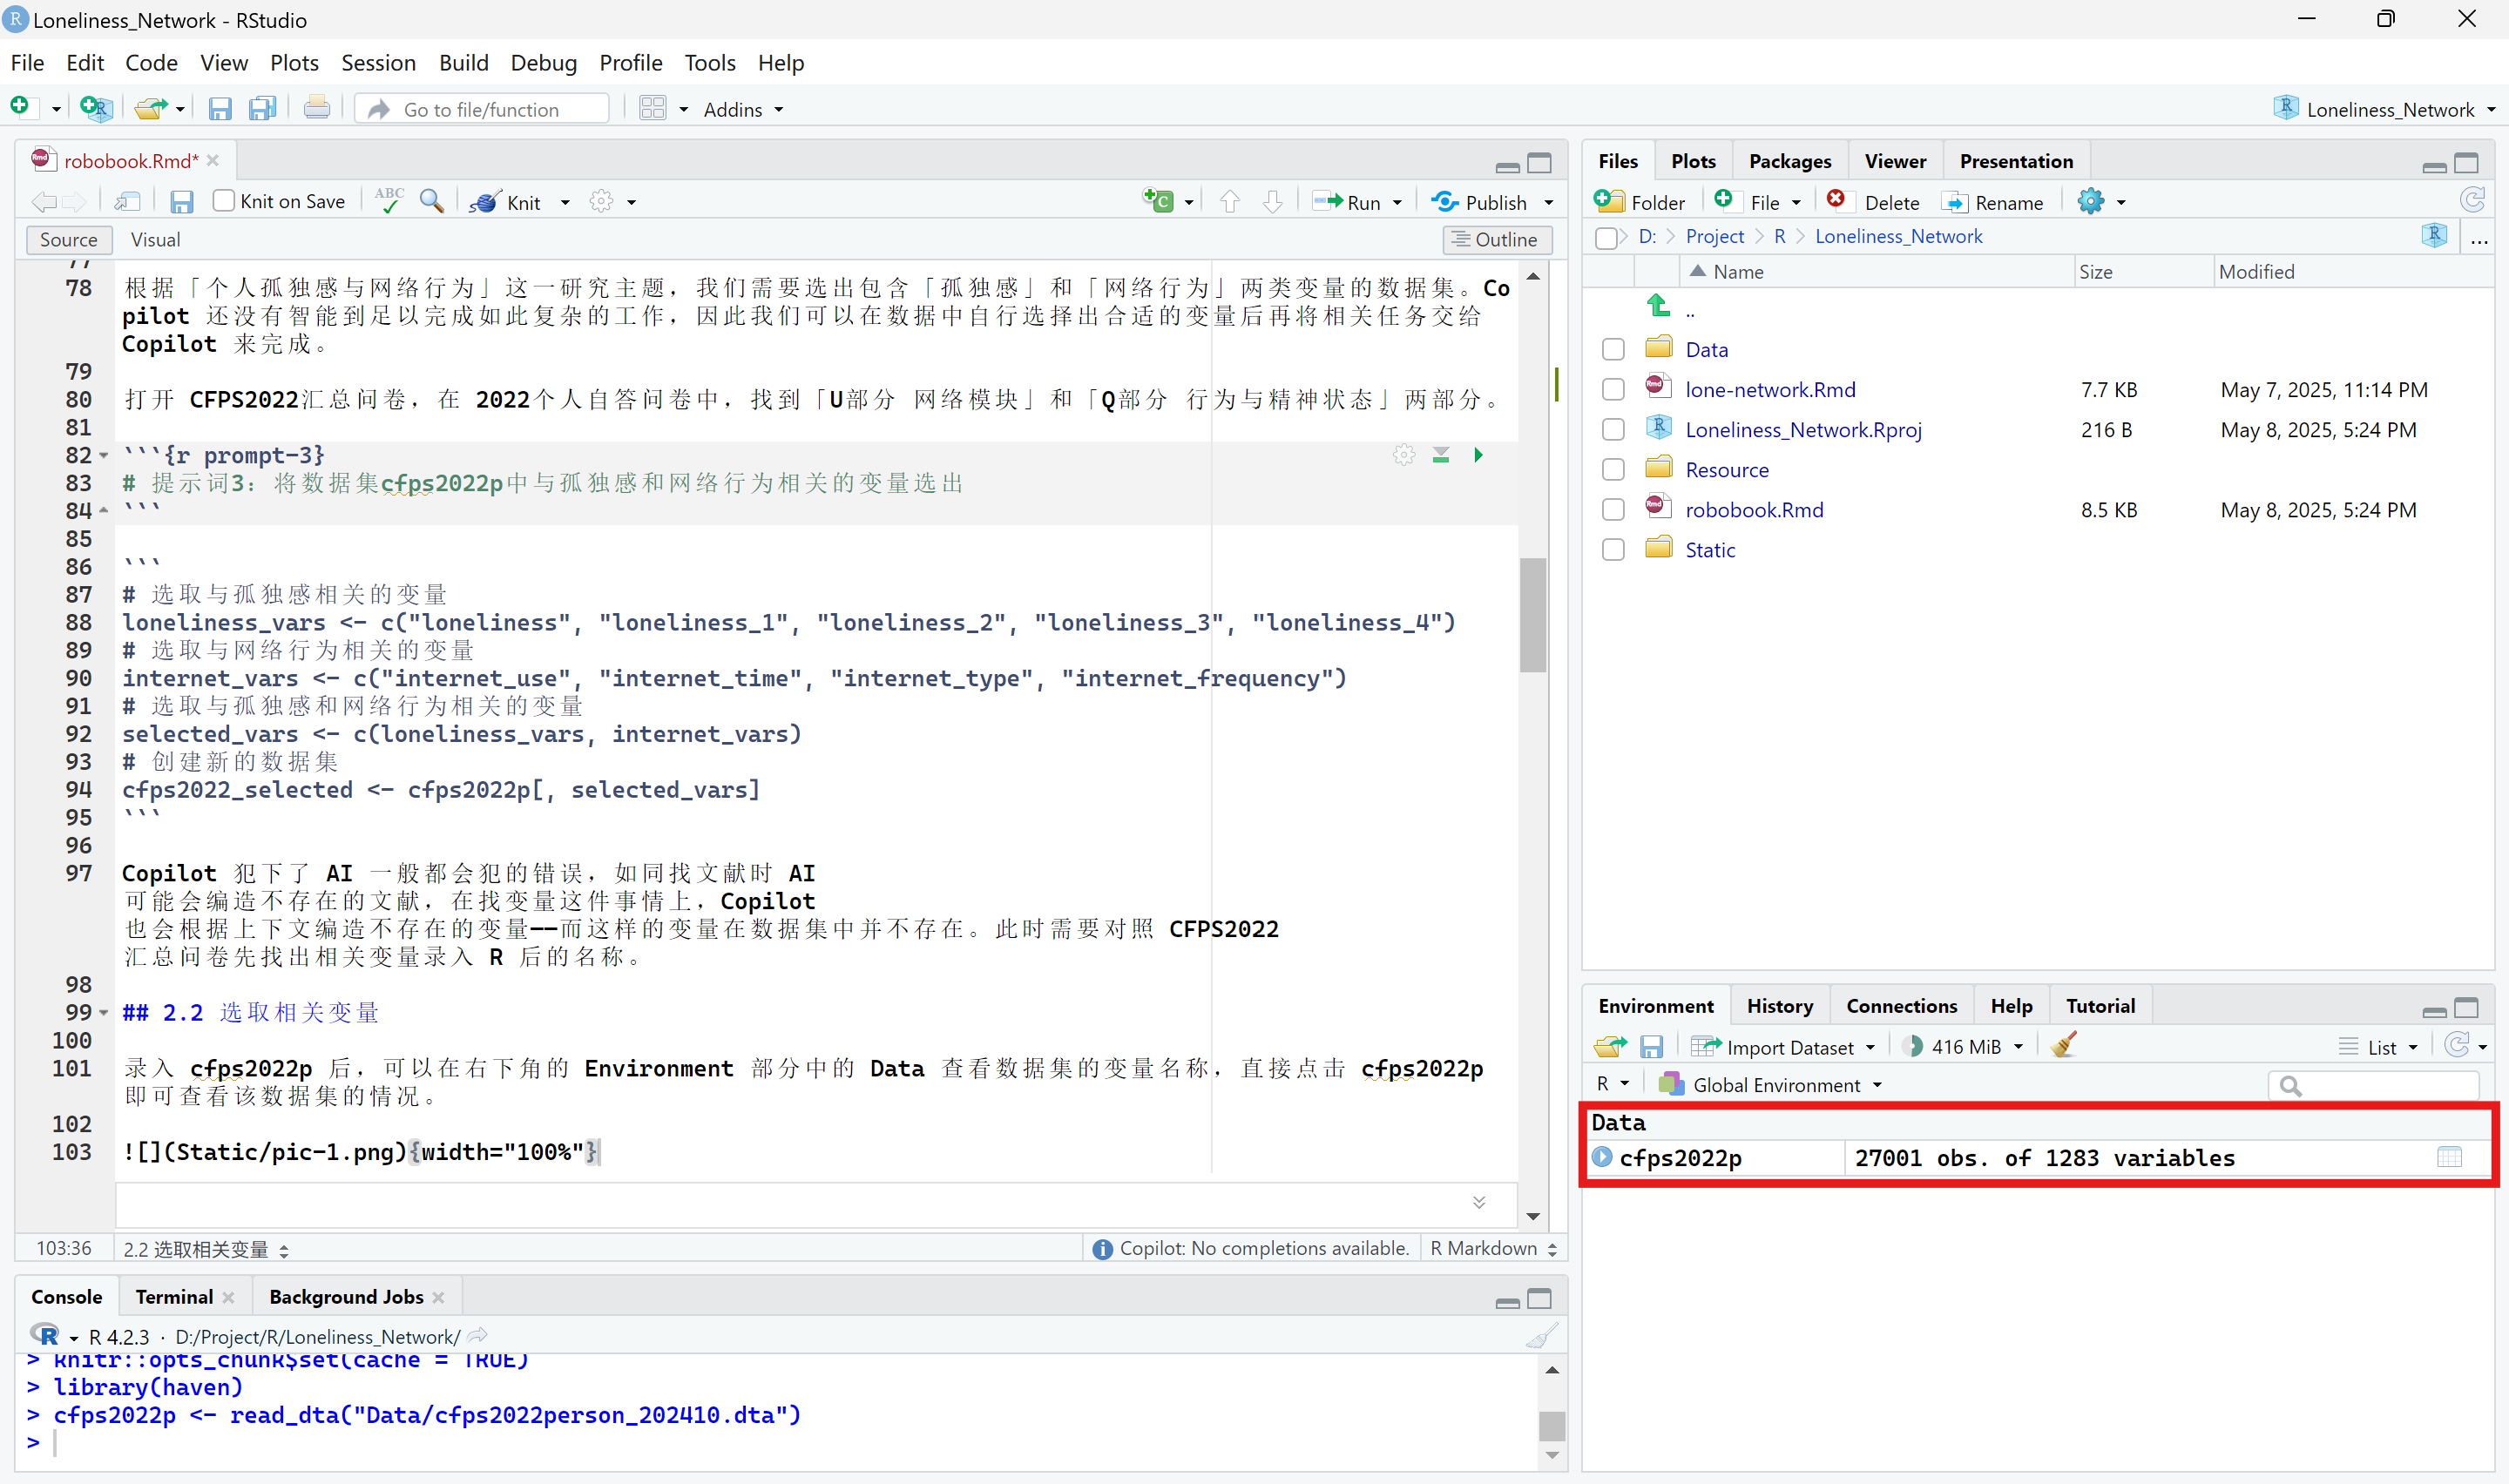 Loneliness_Network - RStudio
File Edit Code View Plots Session Build Debug Profile Tools Help
Go to file/function Addins Loneliness_Network
robobook.Rmd*
Knit on Save ABC Knit Run Publish
Source Visual Outline
77
78 根据「个人孤独感与网络行为」这一研究主题，我们需要选出包含「孤独感」和「网络行为」两类变量的数据集。Co
pilot 还没有智能到足以完成如此复杂的工作，因此我们可以在数据中自行选择出合适的变量后再将相关任务交给
Copilot 来完成。
79
80 打开 CFPS2022汇总问卷，在 2022个人自答问卷中，找到「U部分 网络模块」和「Q部分 行为与精神状态」两部分。
81
82 ```{r prompt-3}
83 # 提示词3：将数据集cfps2022p中与孤独感和网络行为相关的变量选出
84 ```
85
86 ```
87 # 选取与孤独感相关的变量
88 loneliness_vars <- c("loneliness", "loneliness_1", "loneliness_2", "loneliness_3", "loneliness_4")
89 # 选取与网络行为相关的变量
90 internet_vars <- c("internet_use", "internet_time", "internet_type", "internet_frequency")
91 # 选取与孤独感和网络行为相关的变量
92 selected_vars <- c(loneliness_vars, internet_vars)
93 # 创建新的数据集
94 cfps2022_selected <- cfps2022p[, selected_vars]
95 ```
96
97 Copilot 犯下了 AI 一般都会犯的错误，如同找文献时 AI
可能会编造不存在的文献，在找变量这件事情上，Copilot
也会根据上下文编造不存在的变量——而这样的变量在数据集中并不存在。此时需要对照 CFPS2022
汇总问卷先找出相关变量录入 R 后的名称。
98
99 ## 2.2 选取相关变量
100
101 录入 cfps2022p 后，可以在右下角的 Environment 部分中的 Data 查看数据集的变量名称，直接点击 cfps2022p
即可查看该数据集的情况。
102
103 ![](Static/pic-1.png){width="100%"}
103:36 2.2 选取相关变量 Copilot: No completions available. R Markdown
Console Terminal Background Jobs
R 4.2.3 · D:/Project/R/Loneliness_Network/
> knitr::opts_chunk$set(cache = TRUE)
> library(haven)
> cfps2022p <- read_dta("Data/cfps2022person_202410.dta")
>
Files Plots Packages Viewer Presentation
Folder File Delete Rename
D: Project R Loneliness_Network ...
Name Size Modified
..
Data
lone-network.Rmd 7.7 KB May 7, 2025, 11:14 PM
Loneliness_Network.Rproj 216 B May 8, 2025, 5:24 PM
Resource
robobook.Rmd 8.5 KB May 8, 2025, 5:24 PM
Static
Environment History Connections Help Tutorial
Import Dataset 416 MiB List
R Global Environment
Data
cfps2022p 27001 obs. of 1283 variables